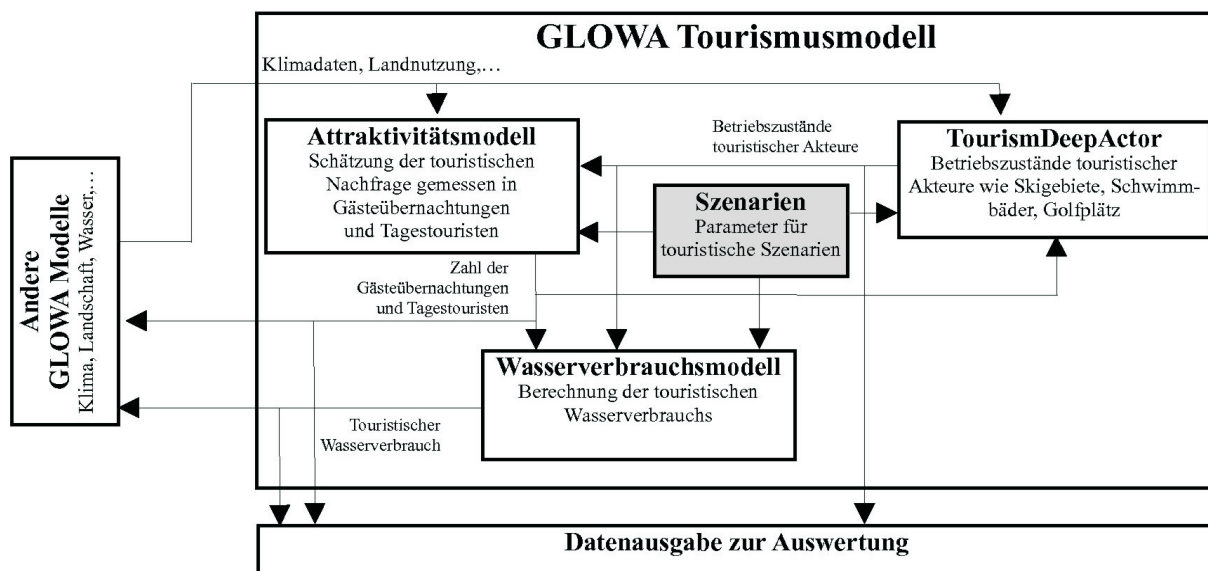 GLOWA Tourismusmodell
Klimadaten, Landnutzung,…
Attraktivitätsmodell
Schätzung der touristischen
Nachfrage gemessen in
Gästeübernachtungen
und Tagestouristen
Betriebszustände
touristischer Akteure
TourismDeepActor
Betriebszustände touristischer
Akteure wie Skigebiete, Schwimm-
bäder, Golfplätz
Szenarien
Parameter für
touristische Szenarien
Andere
GLOWA Modelle
Klima, Landschaft, Wasser,…
Zahl der
Gästeübernachtungen
und Tagestouristen
Wasserverbrauchsmodell
Berechnung der touristischen
Wasserverbrauchs
Touristischer
Wasserverbrauch
Datenausgabe zur Auswertung